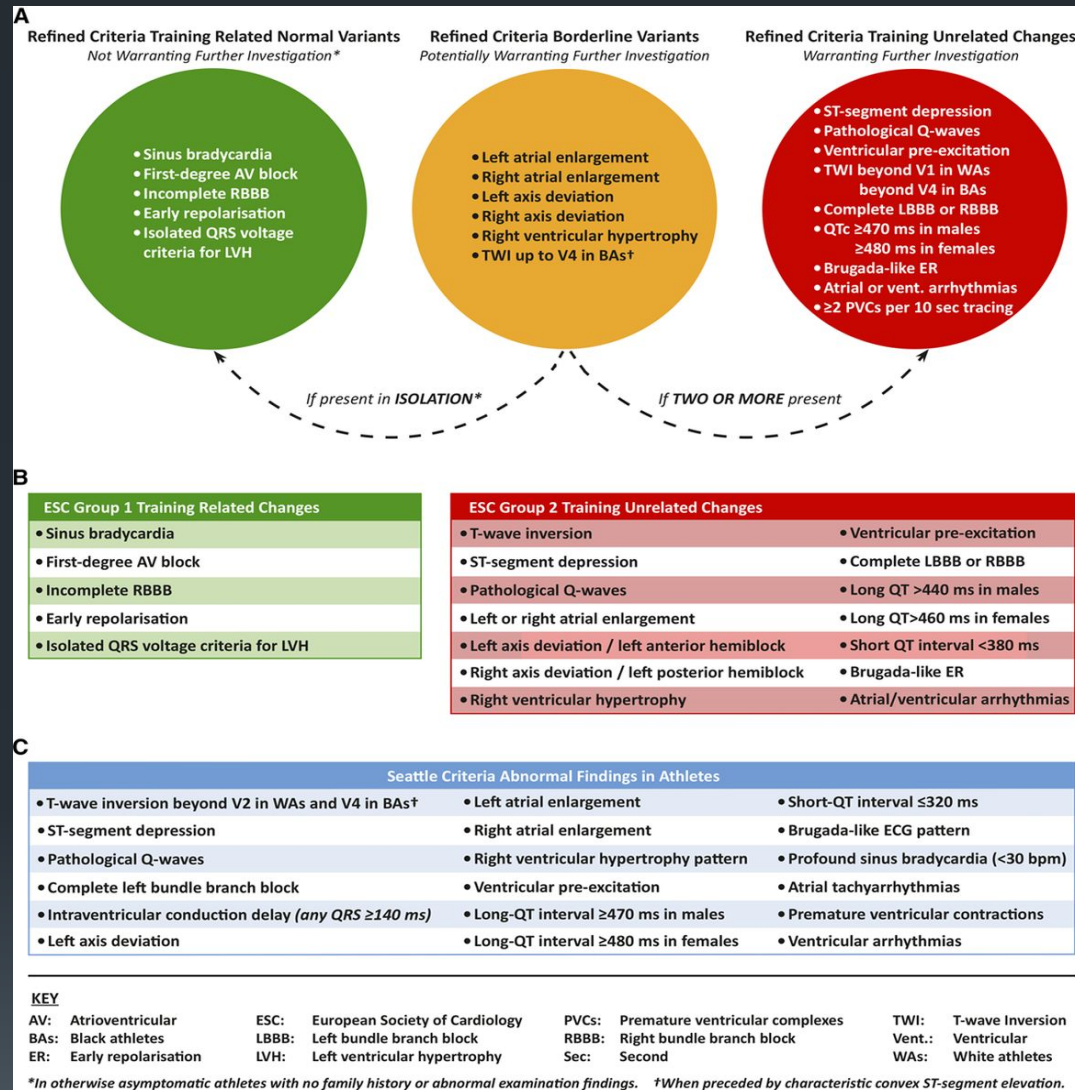 A
Refined Criteria Training Related Normal Variants
Not Warranting Further Investigation*
• Sinus bradycardia
• First-degree AV block
• Incomplete RBBB
• Early repolarisation
• Isolated QRS voltage
criteria for LVH
Refined Criteria Borderline Variants
Potentially Warranting Further Investigation
• Left atrial enlargement
• Right atrial enlargement
• Left axis deviation
• Right axis deviation
• Right ventricular hypertrophy
• TWI up to V4 in BAs†
Refined Criteria Training Unrelated Changes
Warranting Further Investigation
• ST-segment depression
• Pathological Q-waves
• Ventricular pre-excitation
• TWI beyond V1 in WAs
beyond V4 in BAs
• Complete LBBB or RBBB
• QTc ≥470 ms in males
≥480 ms in females
• Brugada-like ER
• Atrial or vent. arrhythmias
• ≥2 PVCs per 10 sec tracing
If present in ISOLATION*
If TWO OR MORE present
B
ESC Group 1 Training Related Changes
• Sinus bradycardia
• First-degree AV block
• Incomplete RBBB
• Early repolarisation
• Isolated QRS voltage criteria for LVH
ESC Group 2 Training Unrelated Changes
• T-wave inversion
• ST-segment depression
• Pathological Q-waves
• Left or right atrial enlargement
• Left axis deviation / left anterior hemiblock
• Right axis deviation / left posterior hemiblock
• Right ventricular hypertrophy
• Ventricular pre-excitation
• Complete LBBB or RBBB
• Long QT >440 ms in males
• Long QT>460 ms in females
• Short QT interval <380 ms
• Brugada-like ER
• Atrial/ventricular arrhythmias
C
Seattle Criteria Abnormal Findings in Athletes
• T-wave inversion beyond V2 in WAs and V4 in BAs†
• ST-segment depression
• Pathological Q-waves
• Complete left bundle branch block
• Intraventricular conduction delay (any QRS ≥140 ms)
• Left axis deviation
• Left atrial enlargement
• Right atrial enlargement
• Right ventricular hypertrophy pattern
• Ventricular pre-excitation
• Long-QT interval ≥470 ms in males
• Long-QT interval ≥480 ms in females
• Short-QT interval ≤320 ms
• Brugada-like ECG pattern
• Profound sinus bradycardia (<30 bpm)
• Atrial tachyarrhythmias
• Premature ventricular contractions
• Ventricular arrhythmias
KEY
AV: Atrioventricular
BAs: Black athletes
ER: Early repolarisation
ESC: European Society of Cardiology
LBBB: Left bundle branch block
LVH: Left ventricular hypertrophy
PVCs: Premature ventricular complexes
RBBB: Right bundle branch block
Sec: Second
TWI: T-wave Inversion
Vent.: Ventricular
WAs: White athletes
*In otherwise asymptomatic athletes with no family history or abnormal examination findings. †When preceded by characteristic convex ST-segment elevation.